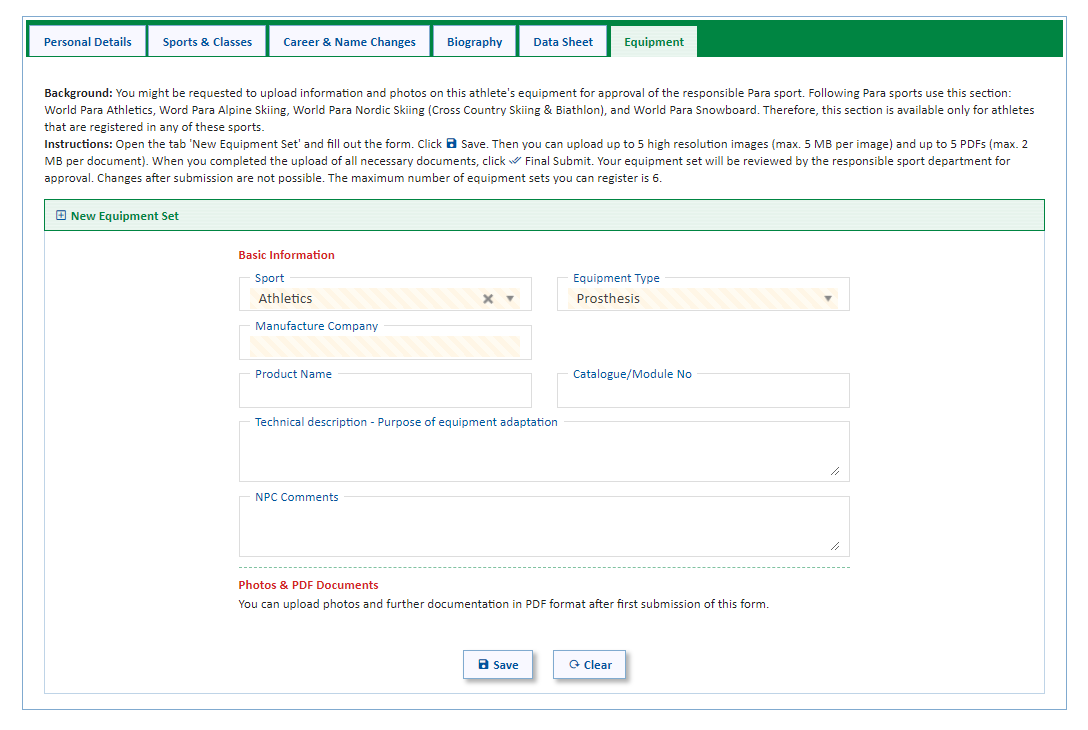 Personal Details Sports & Classes Career & Name Changes Biography Data Sheet Equipment
Background: You might be requested to upload information and photos on this athlete's equipment for approval of the responsible Para sport. Following Para sports use this section:
World Para Athletics, Word Para Alpine Skiing, World Para Nordic Skiing (Cross Country Skiing & Biathlon), and World Para Snowboard. Therefore, this section is available only for athletes
that are registered in any of these sports.
Instructions: Open the tab 'New Equipment Set' and fill out the form. Click Save. Then you can upload up to 5 high resolution images (max. 5 MB per image) and up to 5 PDFs (max. 2
MB per document). When you completed the upload of all necessary documents, click Final Submit. Your equipment set will be reviewed by the responsible sport department for
approval. Changes after submission are not possible. The maximum number of equipment sets you can register is 6.
New Equipment Set
Basic Information
Sport Equipment Type
Athletics Prosthesis
Manufacture Company
Product Name Catalogue/Module No
Technical description - Purpose of equipment adaptation
NPC Comments
Photos & PDF Documents
You can upload photos and further documentation in PDF format after first submission of this form.
Save Clear